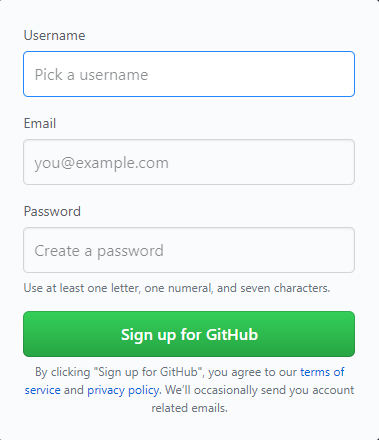 Username
Pick a username
Email
you@example.com
Password
Create a password
Use at least one letter, one numeral, and seven characters.
Sign up for GitHub
By clicking "Sign up for GitHub", you agree to our terms of
service and privacy policy. We’ll occasionally send you account
related emails.